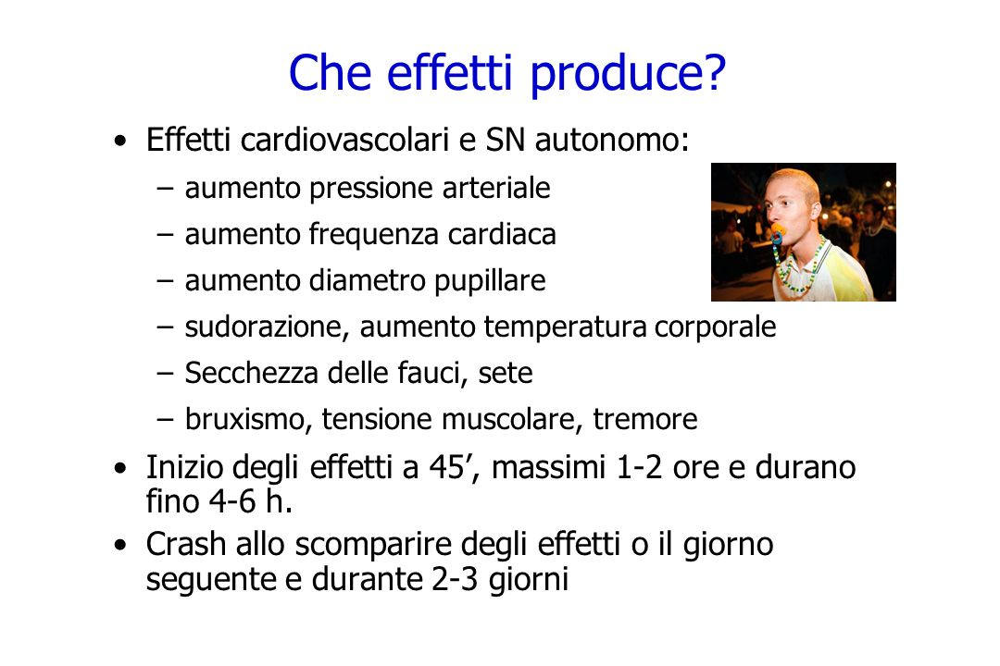 Che effetti produce?
• Effetti cardiovascolari e SN autonomo:
– aumento pressione arteriale
– aumento frequenza cardiaca
– aumento diametro pupillare
– sudorazione, aumento temperatura corporale
– Secchezza delle fauci, sete
– bruxismo, tensione muscolare, tremore
• Inizio degli effetti a 45’, massimi 1-2 ore e durano
fino 4-6 h.
• Crash allo scomparire degli effetti o il giorno
seguente e durante 2-3 giorni